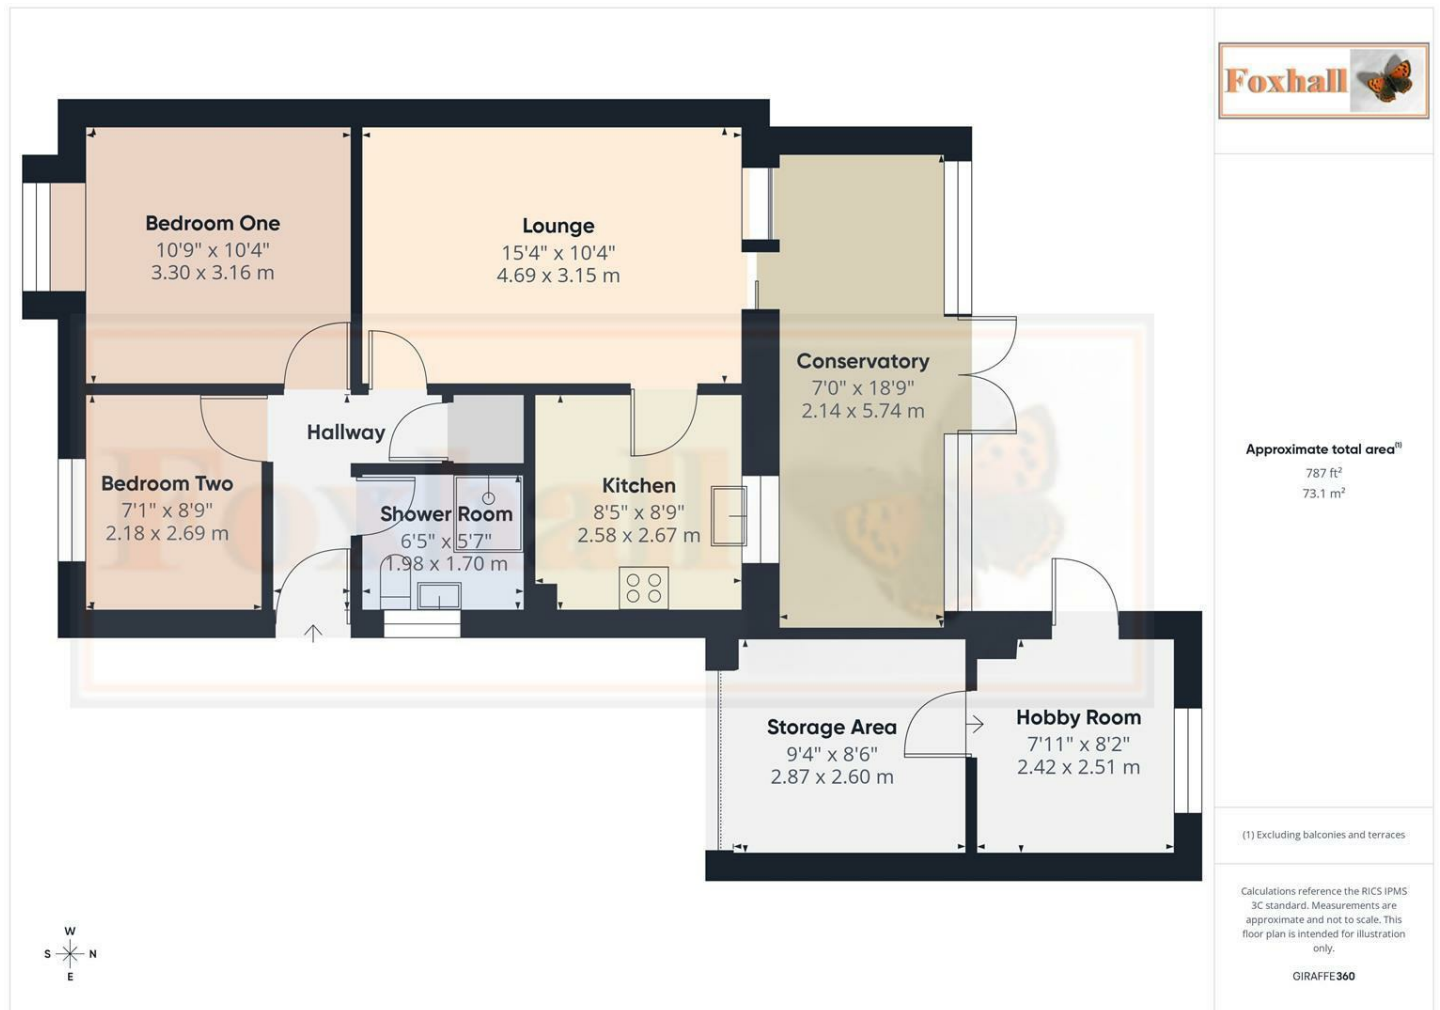 Foxhall
Bedroom One
10'9" x 10'4"
3.30 x 3.16 m
Lounge
15'4" x 10'4"
4.69 x 3.15 m
Conservatory
7'0" x 18'9"
2.14 x 5.74 m
Hallway
Bedroom Two
7'1" x 8'9"
2.18 x 2.69 m
Shower Room
6'5" x 5'7"
1.98 x 1.70 m
Kitchen
8'5" x 8'9"
2.58 x 2.67 m
Foxhall
Storage Area
9'4" x 8'6"
2.87 x 2.60 m
Hobby Room
7'11" x 8'2"
2.42 x 2.51 m
W
S N
E
Approximate total area(1)
787 ft²
73.1 m²
(1) Excluding balconies and terraces
Calculations reference the RICS IPMS
3C standard. Measurements are
approximate and not to scale. This
floor plan is intended for illustration
only.
GIRAFFE360